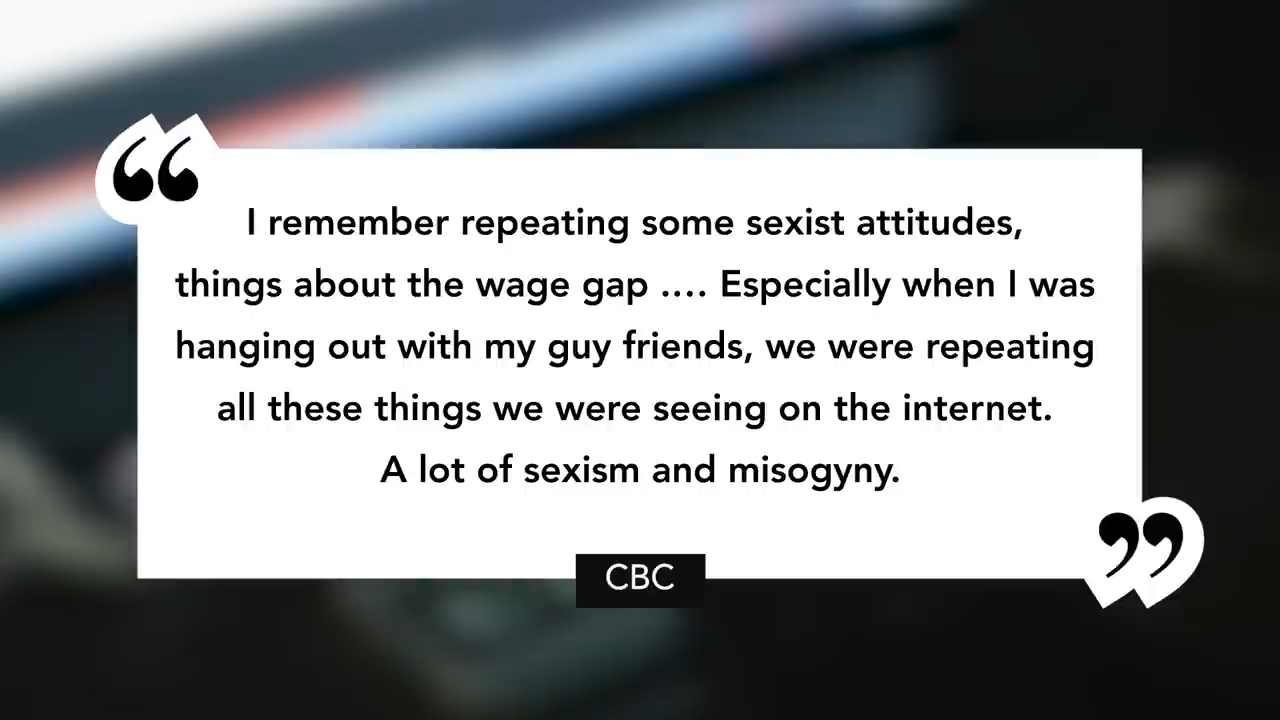 “
I remember repeating some sexist attitudes,
things about the wage gap .... Especially when I was
hanging out with my guy friends, we were repeating
all these things we were seeing on the internet.
A lot of sexism and misogyny.
”
CBC